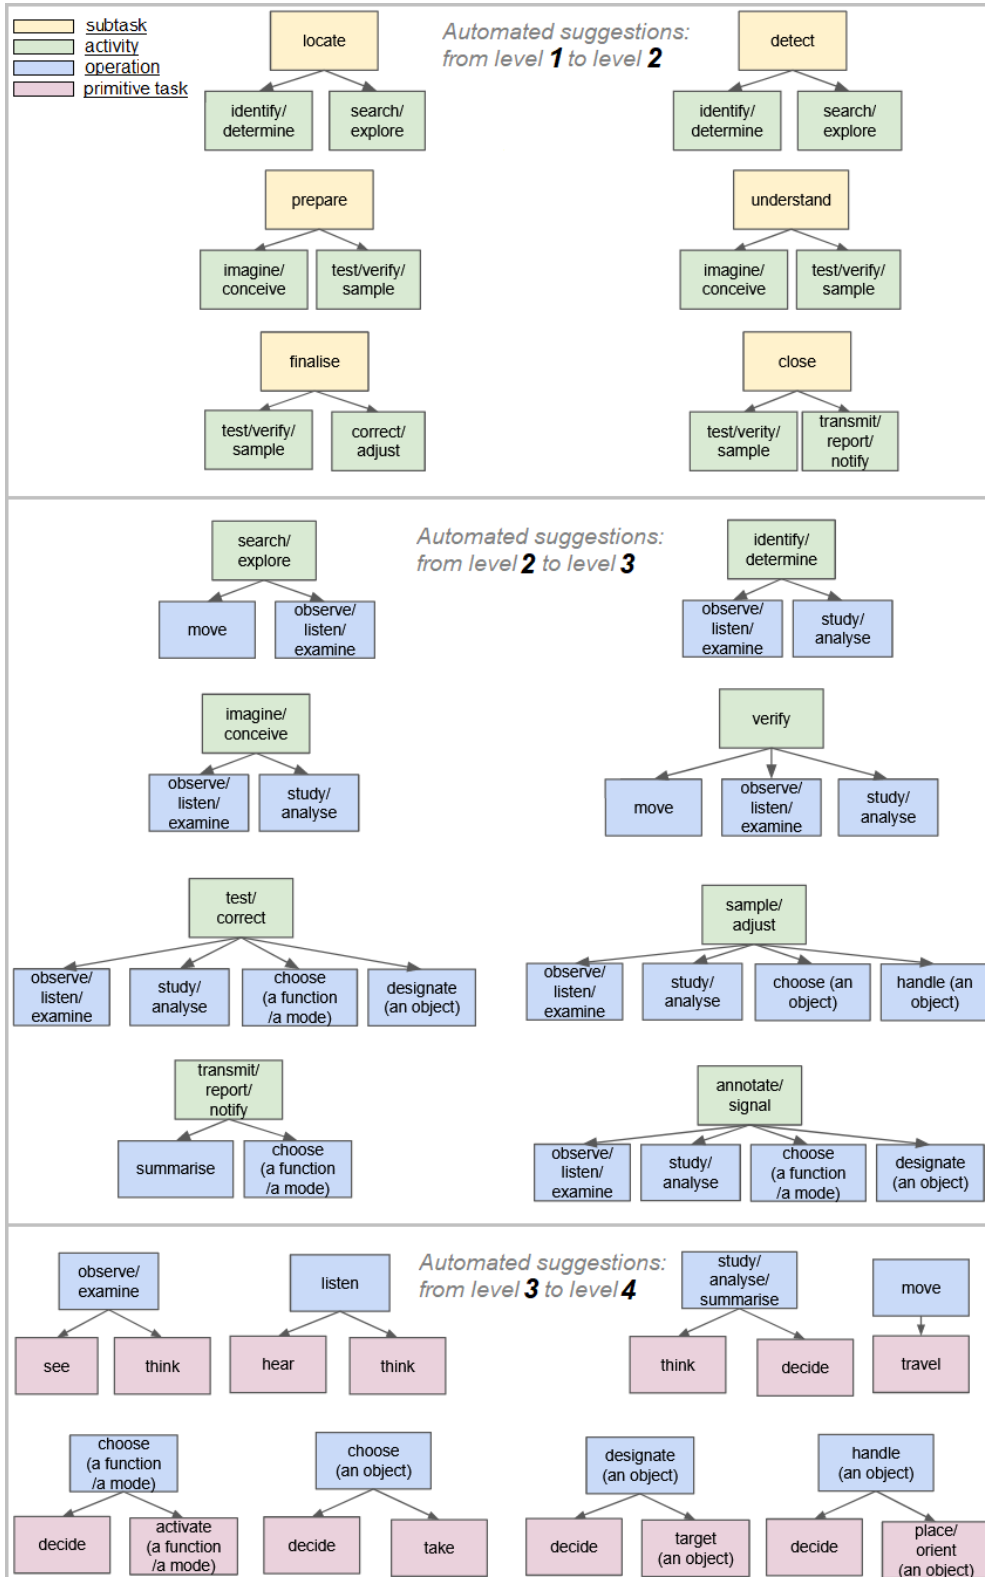 subtask
activity
operation
primitive task
Automated suggestions:
from level 1 to level 2
locate
identify/
determine
search/
explore
detect
identify/
determine
search/
explore
prepare
imagine/
conceive
test/verify/
sample
understand
imagine/
conceive
test/verify/
sample
finalise
test/verify/
sample
correct/
adjust
close
test/verity/
sample
transmit/
report/
notify
Automated suggestions:
from level 2 to level 3
search/
explore
move
observe/
listen/
examine
identify/
determine
observe/
listen/
examine
study/
analyse
imagine/
conceive
observe/
listen/
examine
study/
analyse
verify
move
observe/
listen/
examine
study/
analyse
test/
correct
observe/
listen/
examine
study/
analyse
choose
(a function
/a mode)
designate
(an object)
sample/
adjust
observe/
listen/
examine
study/
analyse
choose (an
object)
handle (an
object)
transmit/
report/
notify
summarise
choose
(a function
/a mode)
annotate/
signal
observe/
listen/
examine
study/
analyse
choose
(a function
/a mode)
designate
(an object)
Automated suggestions:
from level 3 to level 4
observe/
examine
see
think
listen
hear
think
study/
analyse/
summarise
think
decide
move
travel
choose
(a function
/a mode)
decide
activate
(a function
/a mode)
choose
(an object)
decide
take
designate
(an object)
decide
target
(an object)
handle
(an object)
decide
place/
orient
(an object)